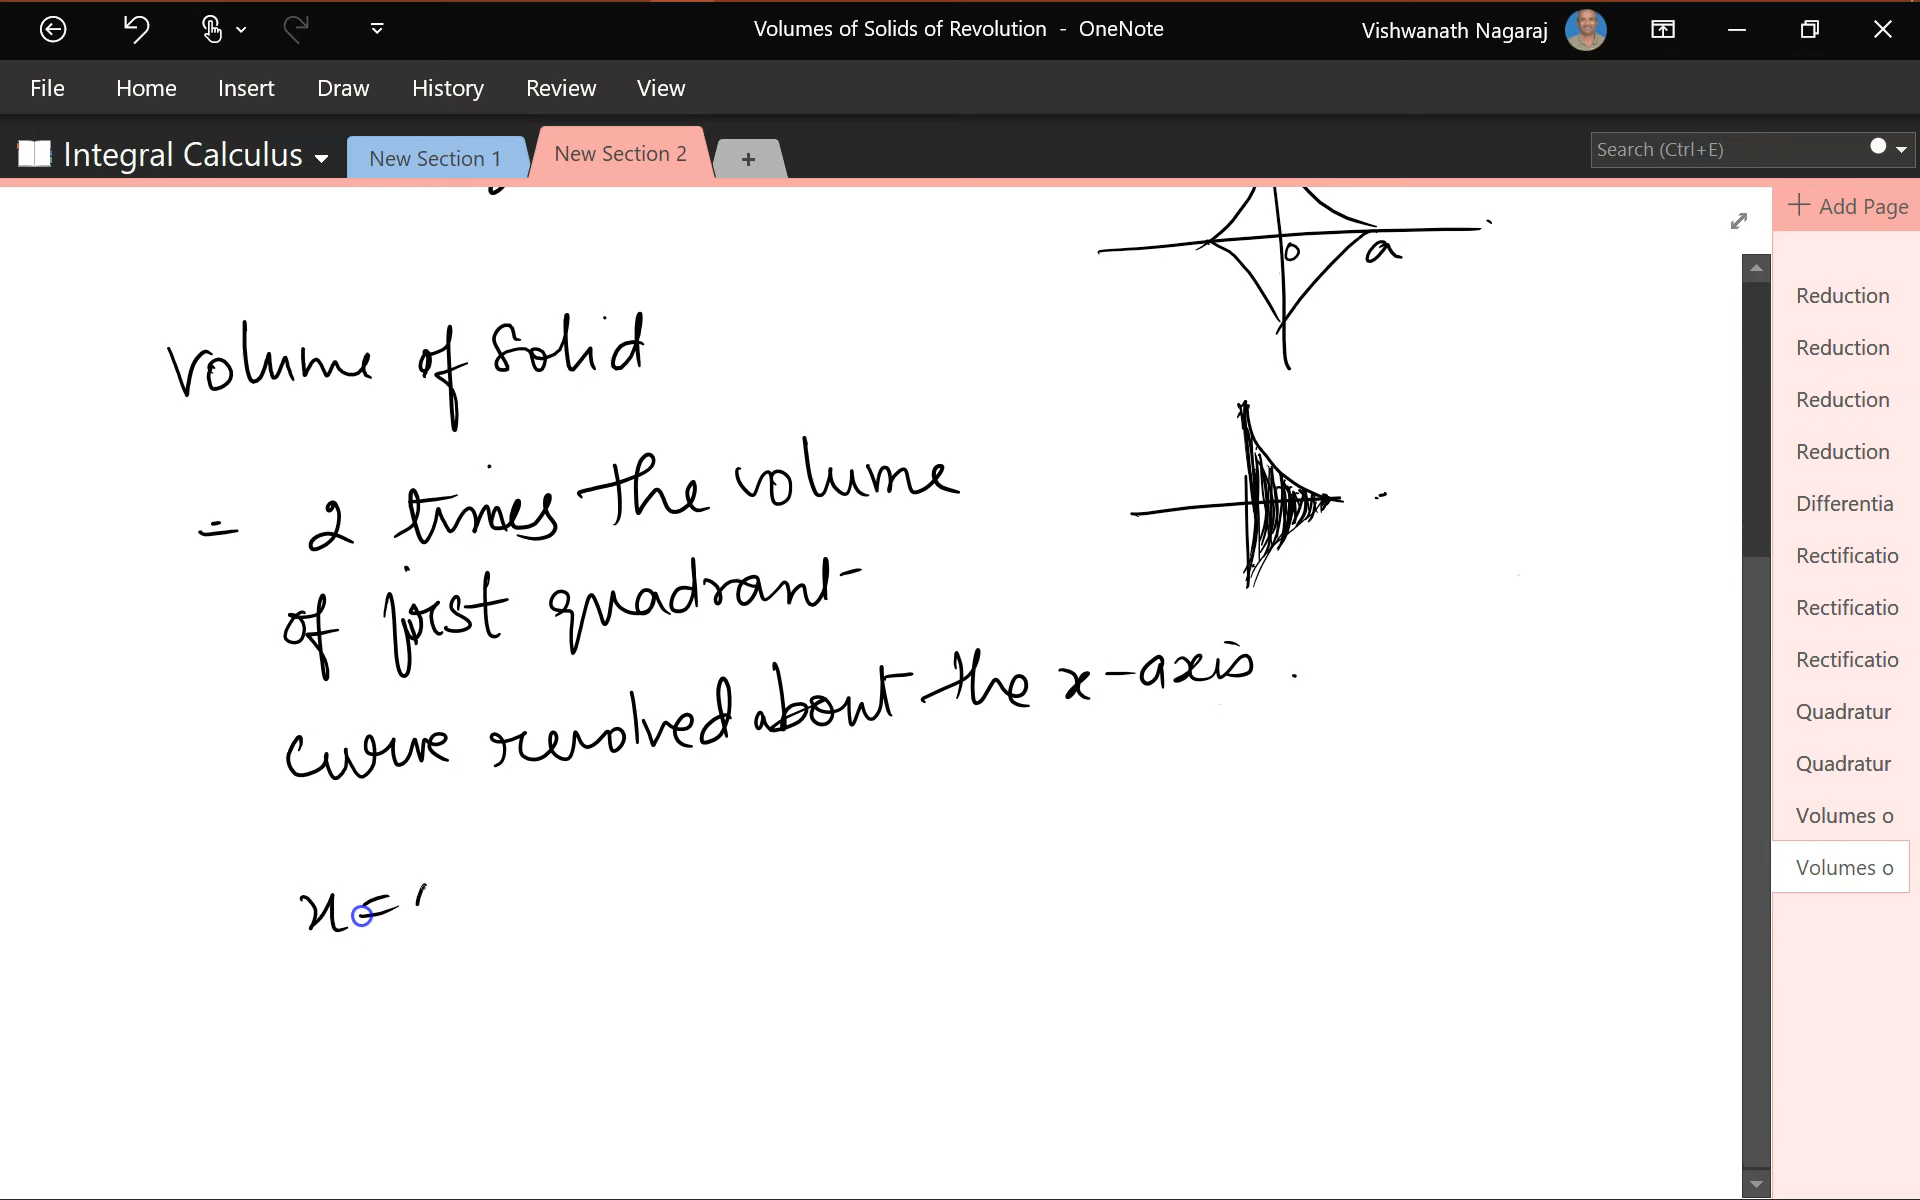 Volumes of Solids of Revolution - OneNote
Vishwanath Nagaraj
File Home Insert Draw History Review View
Integral Calculus New Section 1 New Section 2 +
Search (Ctrl+E)
+ Add Page
o a
Volume of Solid
= 2 times the volume
of first quadrant
curve revolved about the x-axis.
x =
Reduction
Reduction
Reduction
Reduction
Differentia
Rectificatio
Rectificatio
Rectificatio
Quadratur
Quadratur
Volumes o
Volumes o